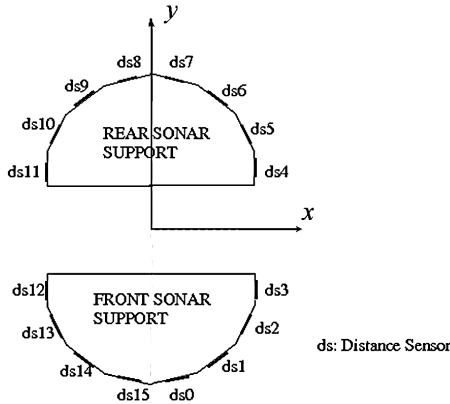 y
ds8
ds7
ds9
ds6
ds10
ds5
REAR SONAR
SUPPORT
ds11
ds4
x
ds12
ds3
FRONT SONAR
SUPPORT
ds13
ds2
ds: Distance Sensor
ds14
ds1
ds15
ds0